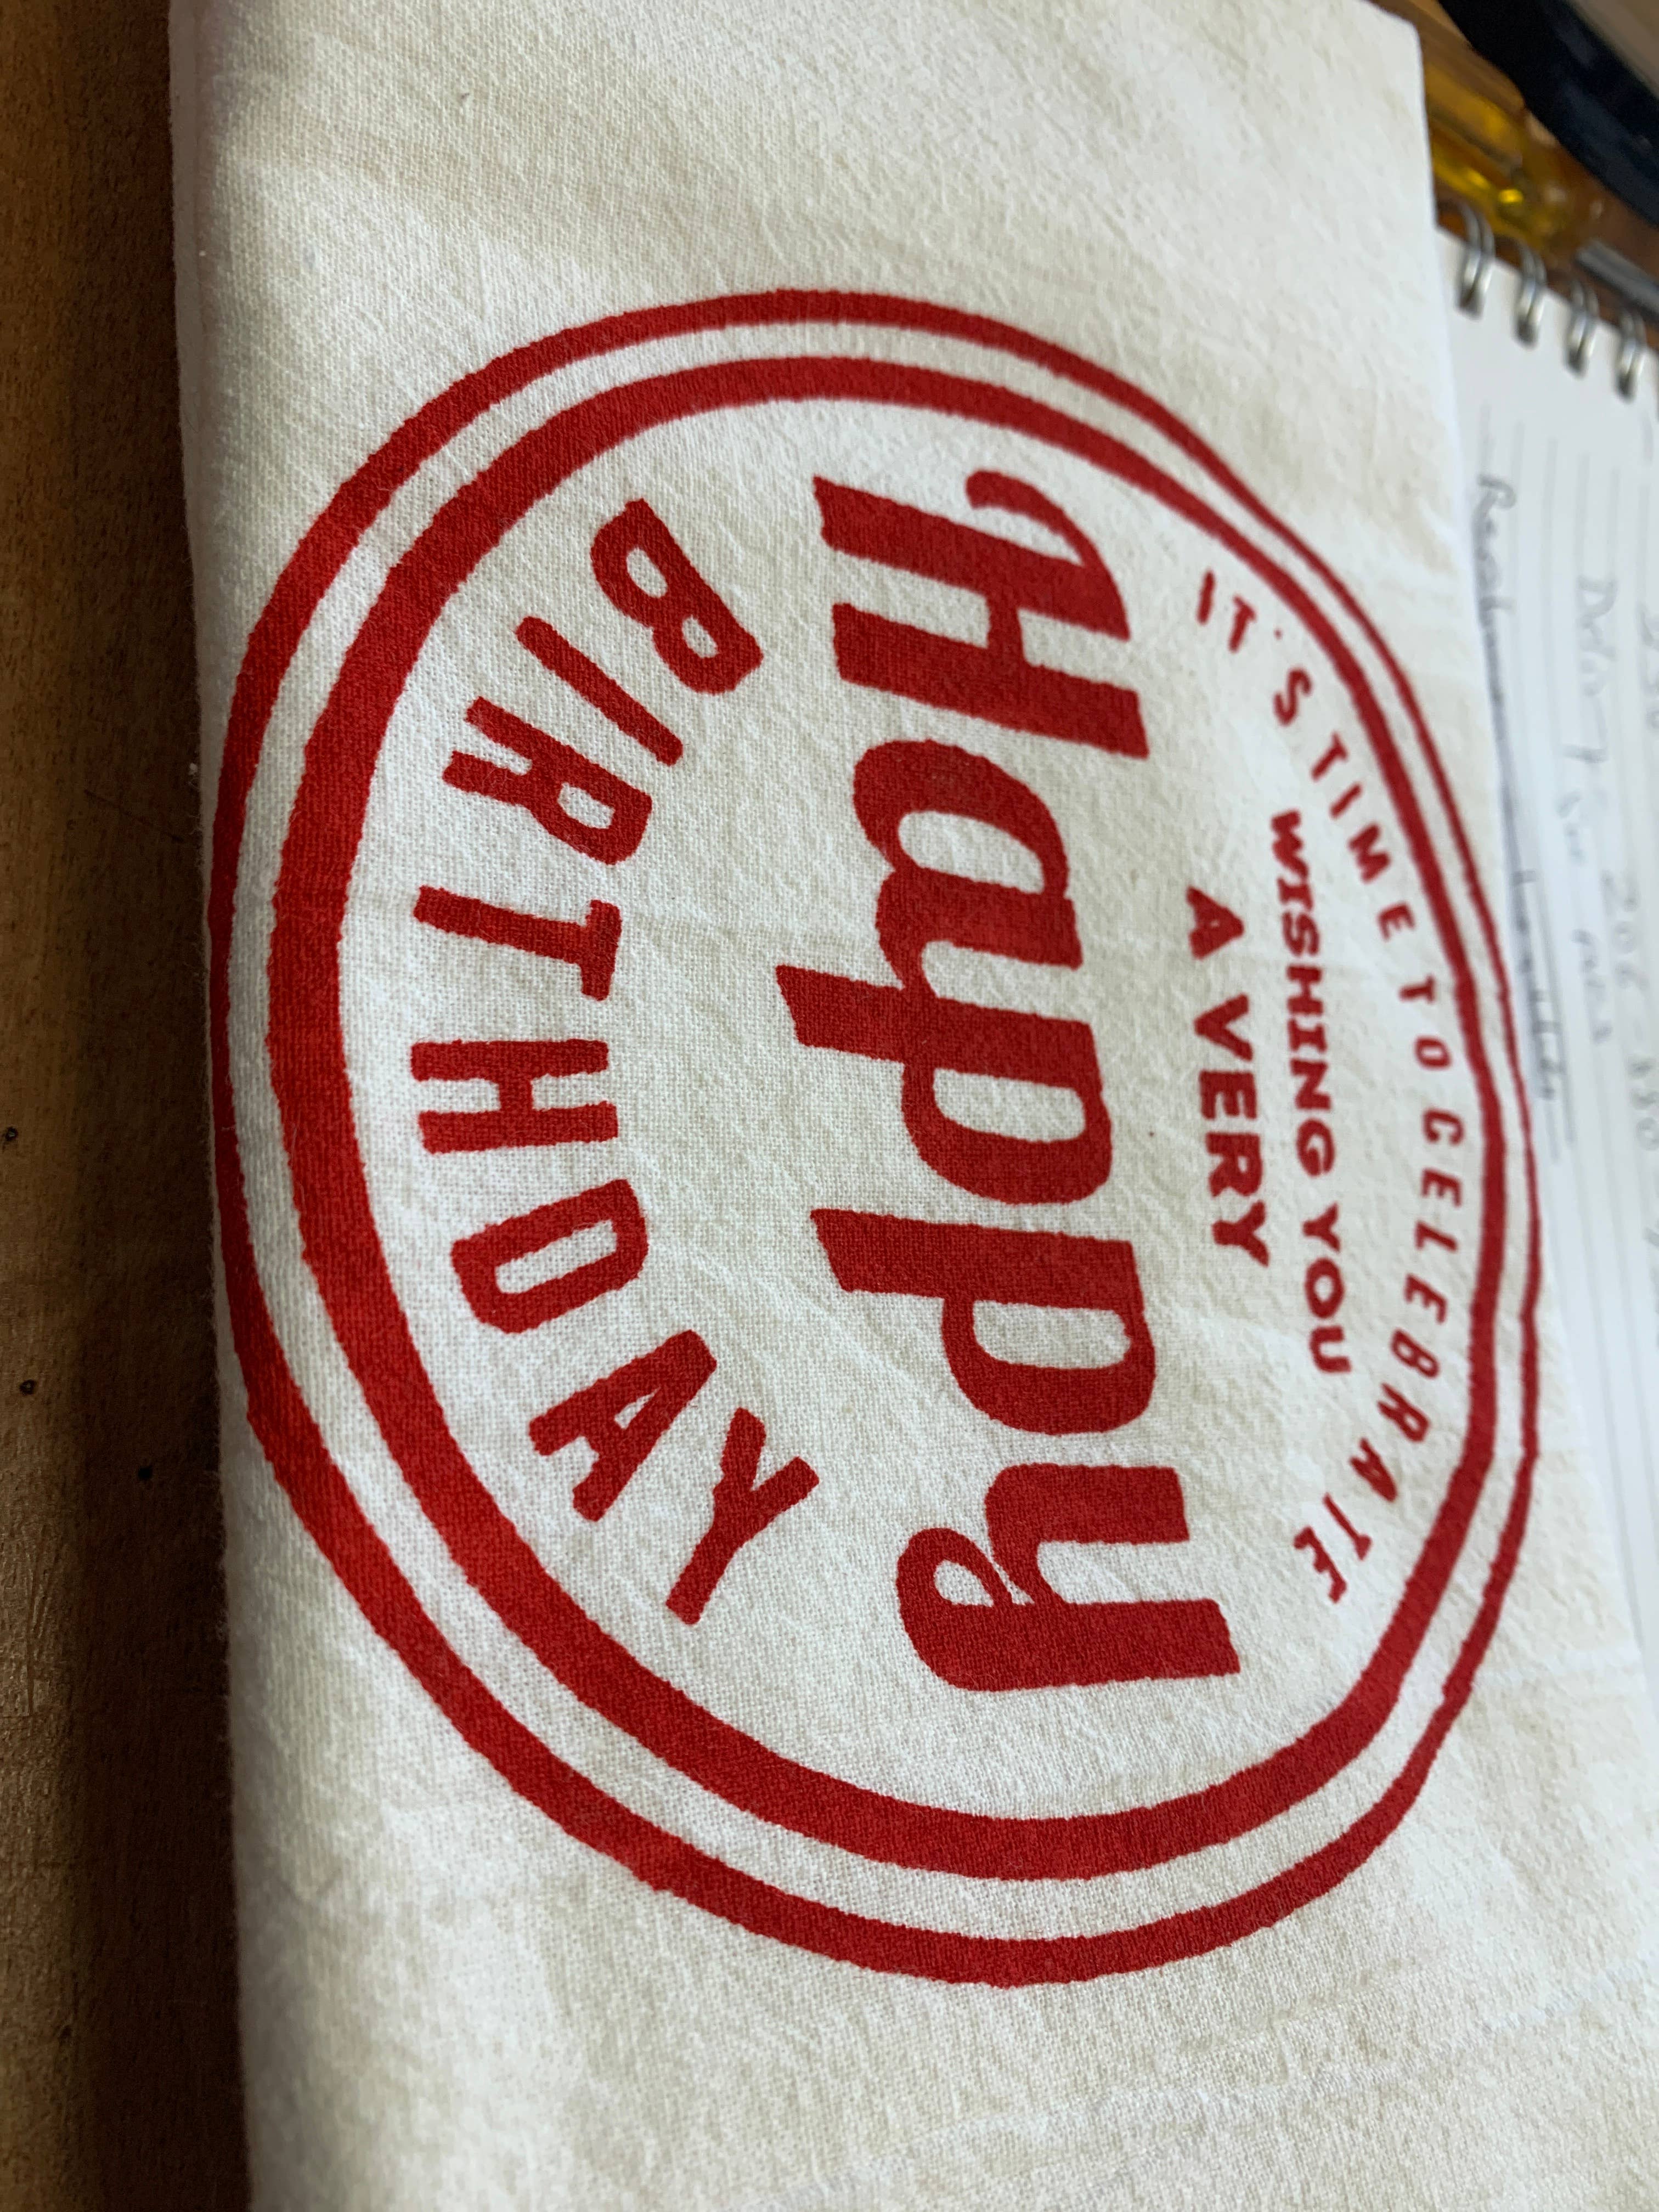 IT'S TIME TO CELEBRATE
WISHING YOU
A VERY
Happy
BIRTHDAY